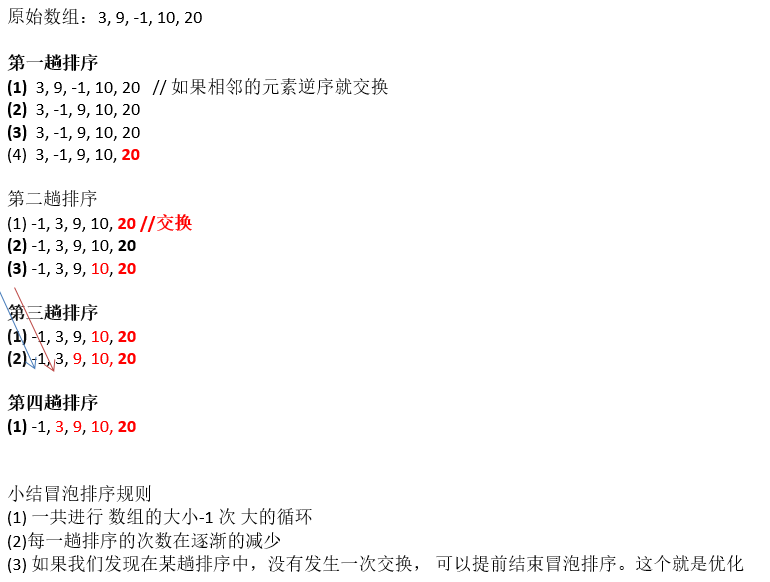 原始数组：3, 9, -1, 10, 20
第一趟排序
(1) 3, 9, -1, 10, 20 // 如果相邻的元素逆序就交换
(2) 3, -1, 9, 10, 20
(3) 3, -1, 9, 10, 20
(4) 3, -1, 9, 10, 20
第二趟排序
(1) -1, 3, 9, 10, 20 //交换
(2) -1, 3, 9, 10, 20
(3) -1, 3, 9, 10, 20
第三趟排序
(1) -1, 3, 9, 10, 20
(2) -1, 3, 9, 10, 20
第四趟排序
(1) -1, 3, 9, 10, 20
小结冒泡排序规则
(1) 一共进行 数组的大小-1 次 大的循环
(2)每一趟排序的次数在逐渐的减少
(3) 如果我们发现在某趟排序中，没有发生一次交换， 可以提前结束冒泡排序。这个就是优化